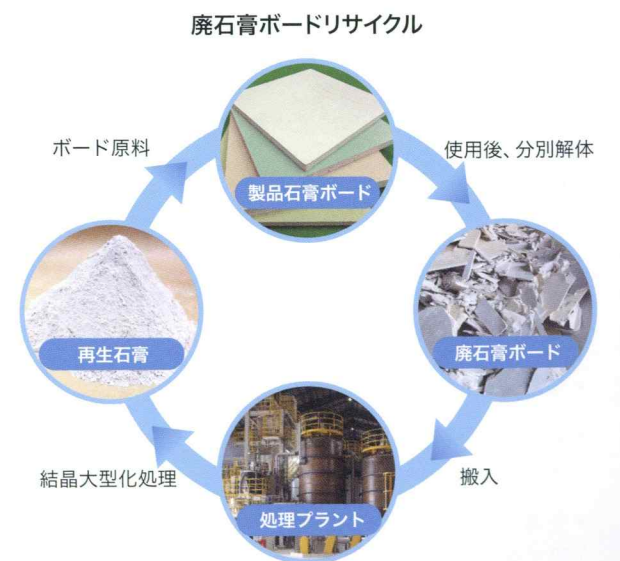 廃石膏ボードリサイクル
製品石膏ボード
使用後、分別解体
廃石膏ボード
搬入
処理プラント
結晶大型化処理
再生石膏
ボード原料